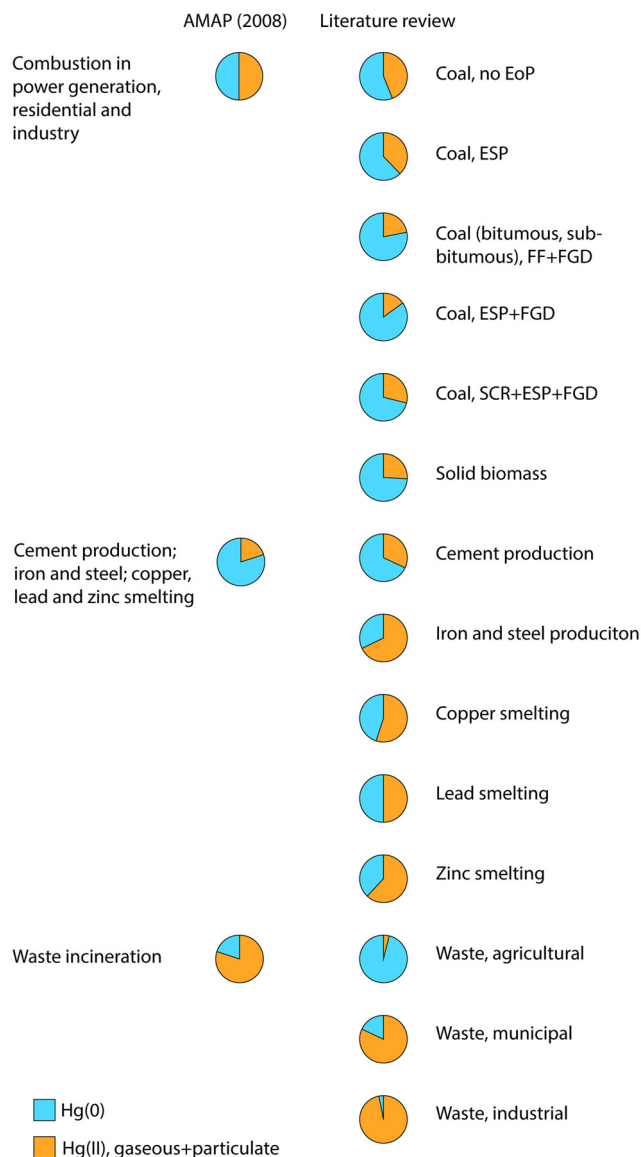 AMAP (2008)
Literature review
Combustion in
power generation,
residential and
industry
Coal, no EoP
Coal, ESP
Coal (bitumous, sub-
bitumous), FF+FGD
Coal, ESP+FGD
Coal, SCR+ESP+FGD
Solid biomass
Cement production;
iron and steel; copper,
lead and zinc smelting
Cement production
Iron and steel produciton
Copper smelting
Lead smelting
Zinc smelting
Waste incineration
Waste, agricultural
Waste, municipal
Waste, industrial
Hg(0)
Hg(II), gaseous+particulate